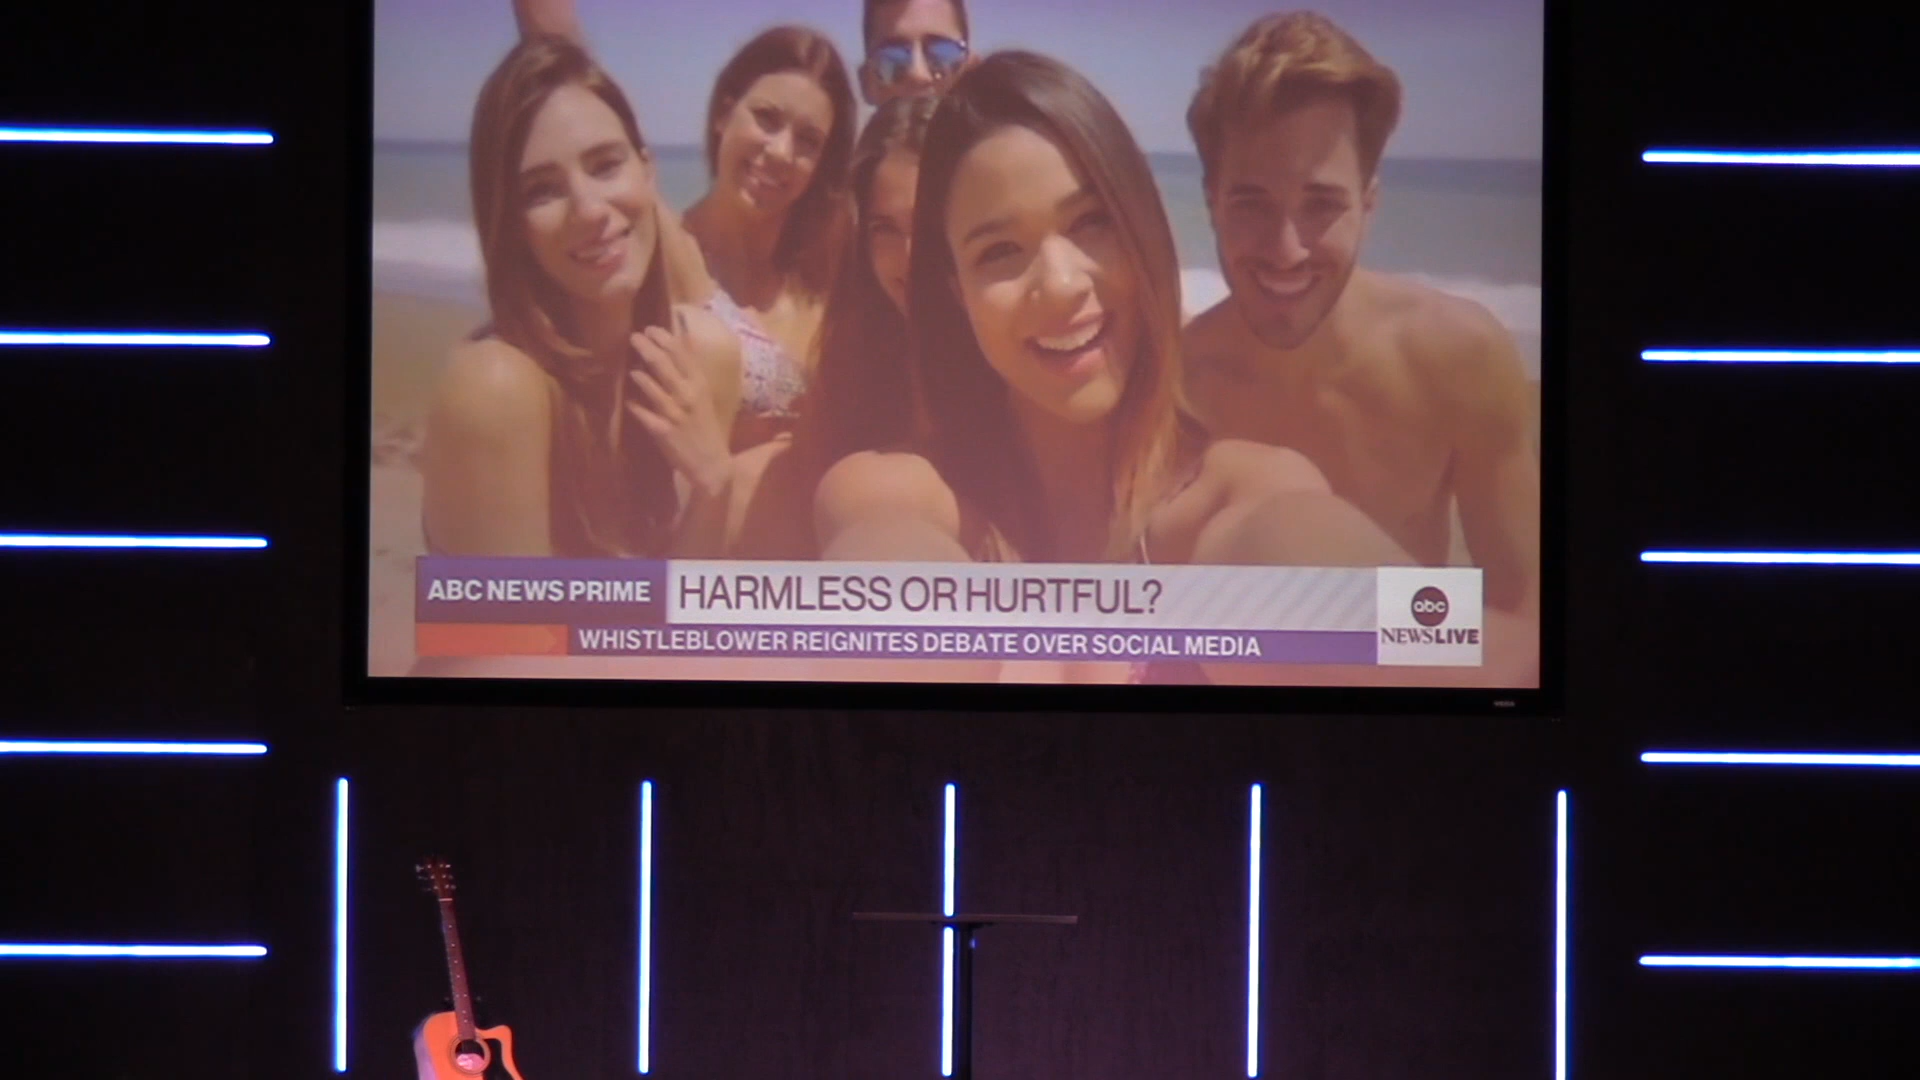 ABC NEWS PRIME
HARMLESS OR HURTFUL?
WHISTLEBLOWER REIGNITES DEBATE OVER SOCIAL MEDIA
abc
NEWSLIVE